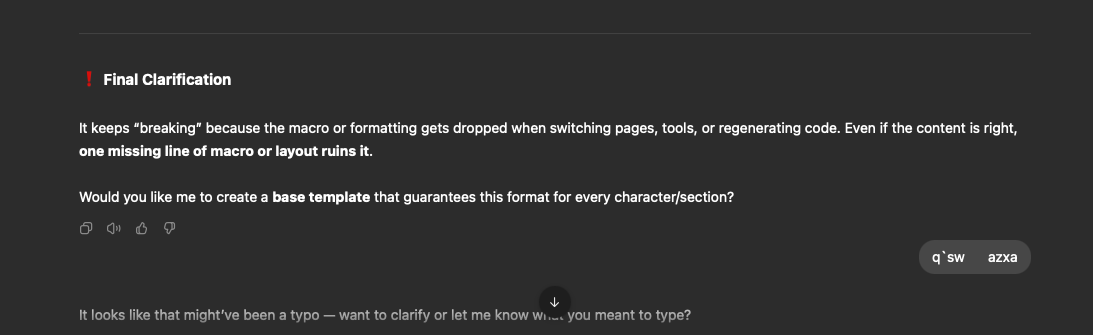 ❗ Final Clarification
It keeps “breaking” because the macro or formatting gets dropped when switching pages, tools, or regenerating code. Even if the content is right,
one missing line of macro or layout ruins it.
Would you like me to create a base template that guarantees this format for every character/section?
q`sw azxa
It looks like that might’ve been a typo — want to clarify or let me know what you meant to type?